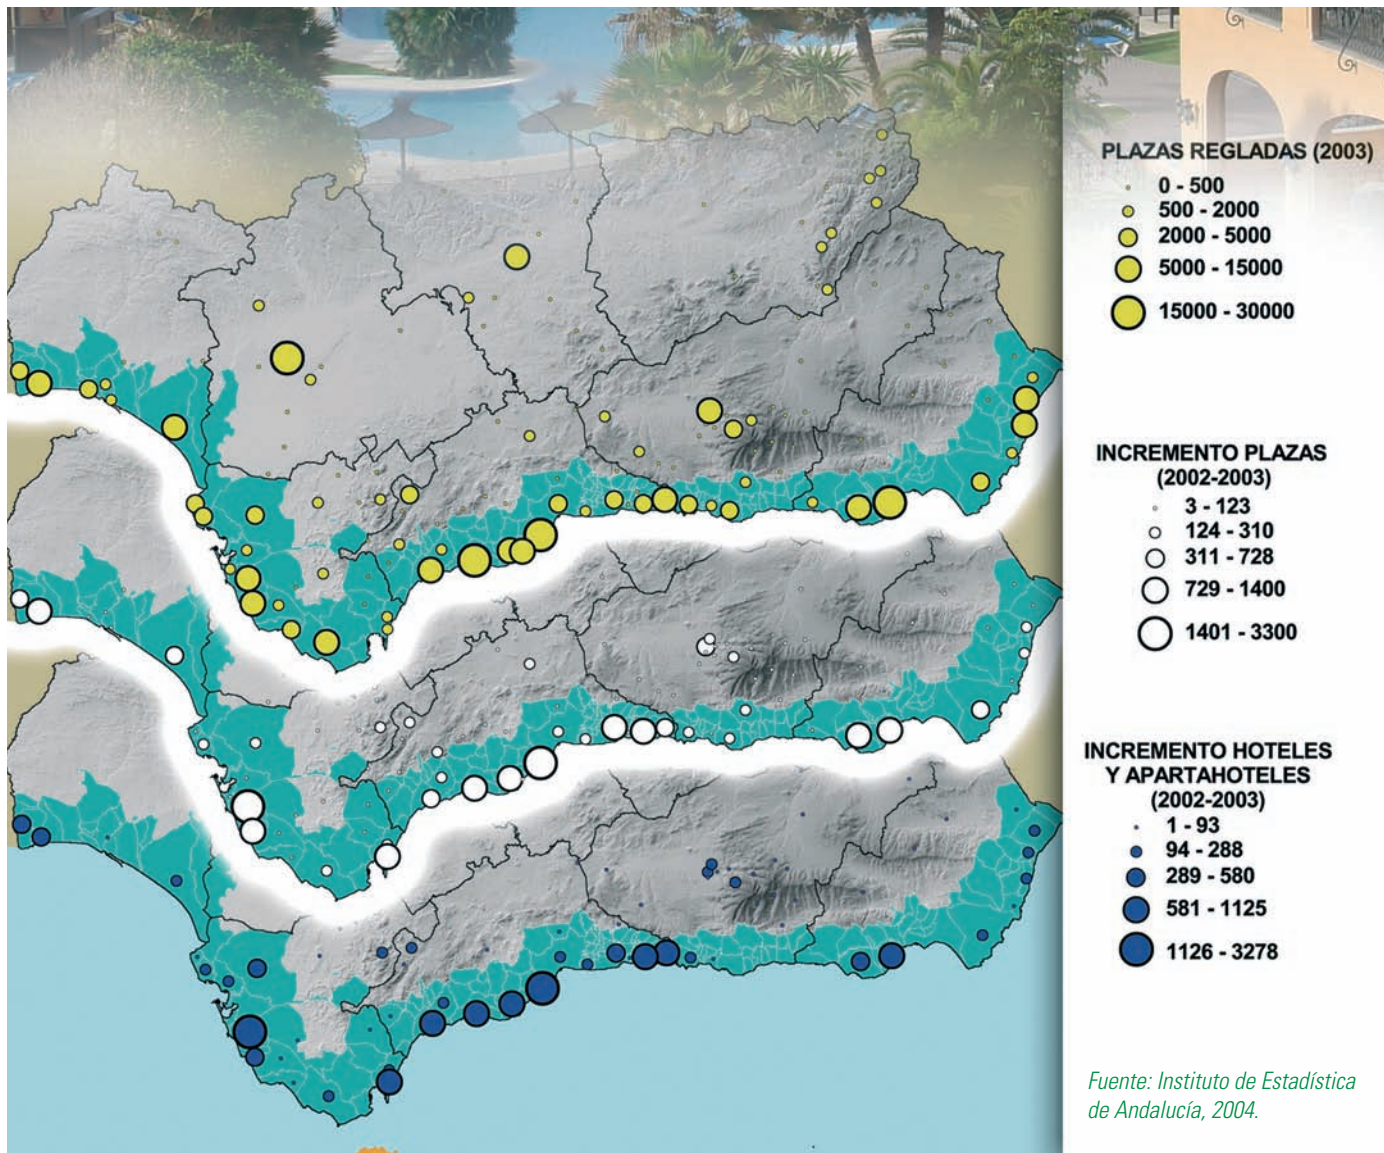 PLAZAS REGLADAS (2003)
0 - 500
500 - 2000
2000 - 5000
5000 - 15000
15000 - 30000
INCREMENTO PLAZAS
(2002-2003)
3 - 123
124 - 310
311 - 728
729 - 1400
1401 - 3300
INCREMENTO HOTELES
Y APARTAHOTELES
(2002-2003)
1 - 93
94 - 288
289 - 580
581 - 1125
1126 - 3278
Fuente: Instituto de Estadística
de Andalucía, 2004.